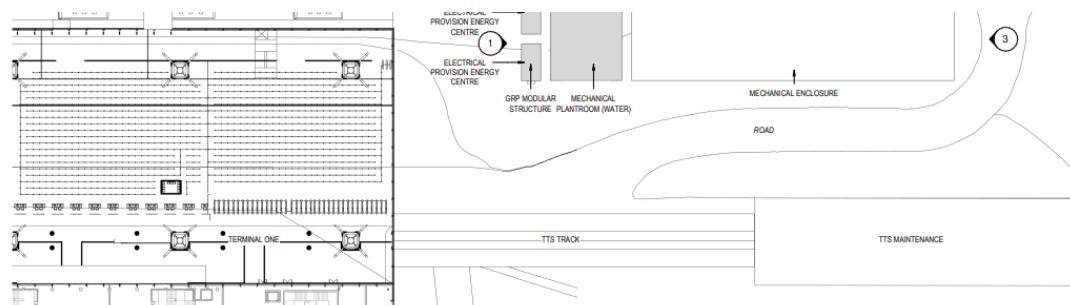 ELECTRICAL
PROVISION ENERGY
CENTRE
1
3
ELECTRICAL
PROVISION ENERGY
CENTRE
GRP MODULAR
STRUCTURE
MECHANICAL
PLANTROOM (WATER)
MECHANICAL ENCLOSURE
ROAD
TERMINAL ONE
TTS TRACK
TTS MAINTENANCE